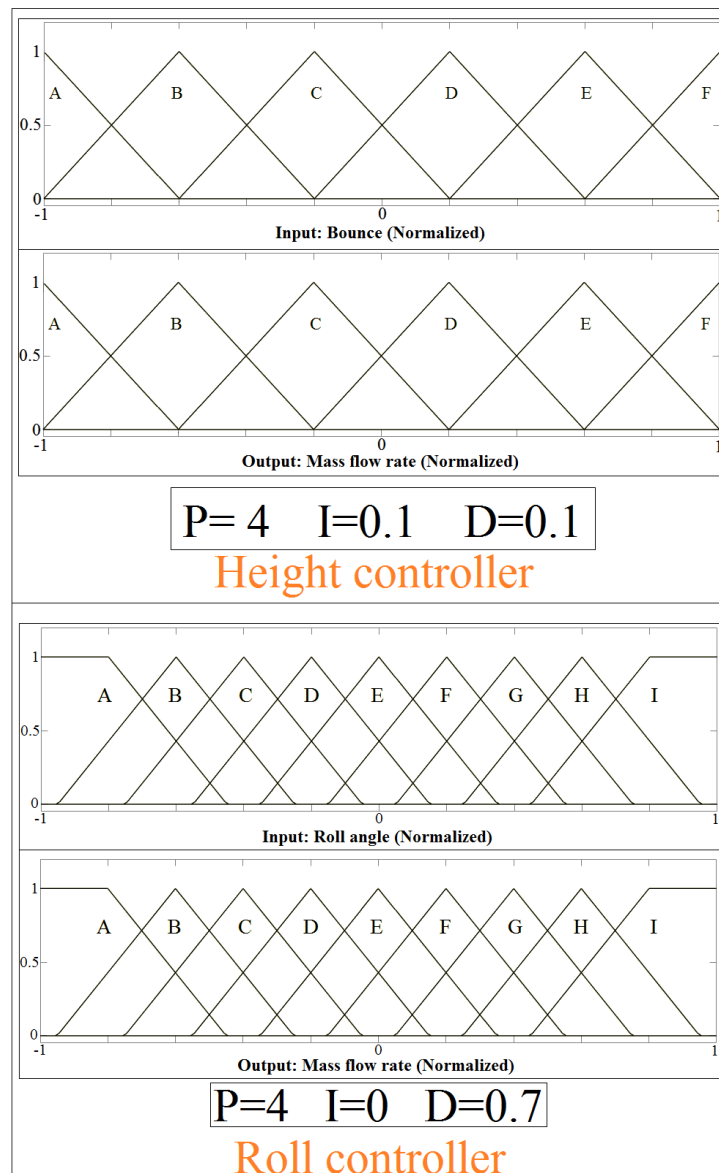 1
A B C D E F
0.5
0
-1 0 1
Input: Bounce (Normalized)
1
A B C D E F
0.5
0
-1 0 1
Output: Mass flow rate (Normalized)
P= 4 I=0.1 D=0.1
Height controller
1
A B C D E F G H I
0.5
0
-1 0 1
Input: Roll angle (Normalized)
1
A B C D E F G H I
0.5
0
-1 0 1
Output: Mass flow rate (Normalized)
P=4 I=0 D=0.7
Roll controller